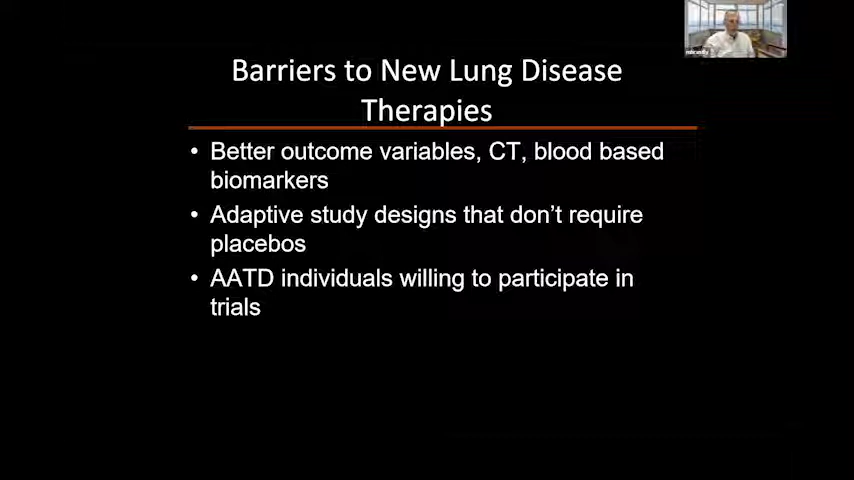 Barriers to New Lung Disease
Therapies
• Better outcome variables, CT, blood based
biomarkers
• Adaptive study designs that don't require
placebos
• AATD individuals willing to participate in
trials